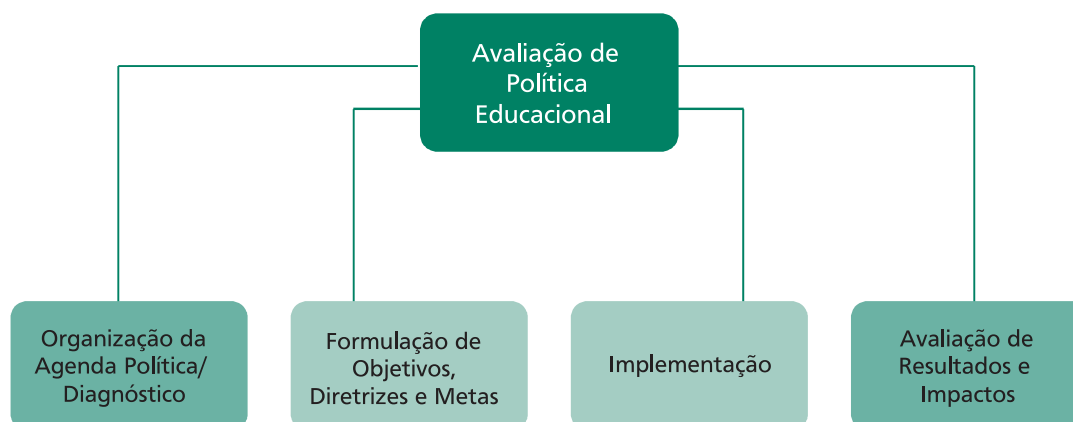 Avaliação de
Política
Educacional
Organização da
Agenda Política/
Diagnóstico
Formulação de
Objetivos,
Diretrizes e Metas
Implementação
Avaliação de
Resultados e
Impactos